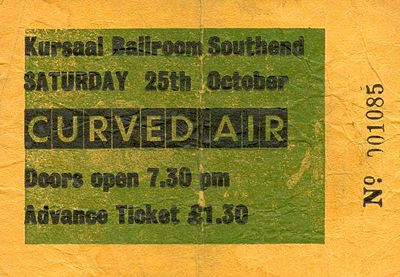 Kursaal Ballroom Southend
SATURDAY 25th October
CURVED AIR
Doors open 7.30 pm
Advance Ticket £1.30
Nº 001085